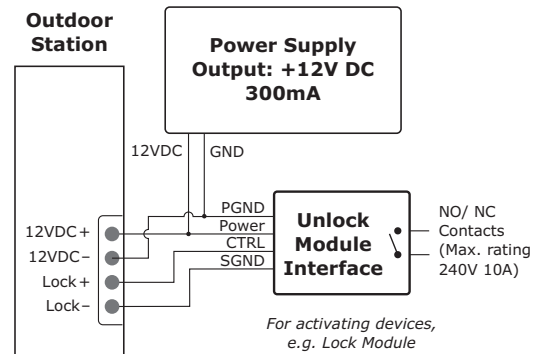 Outdoor
Station
Power Supply
Output: +12V DC
300mA
12VDC
GND
12VDC+
12VDC–
Lock+
Lock–
PGND
Power
CTRL
SGND
Unlock
Module
Interface
NO/ NC
Contacts
(Max. rating
240V 10A)
For activating devices,
e.g. Lock Module